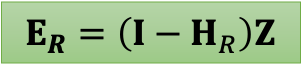 𝐄_𝑹 = (𝐈 − 𝐇_𝑅)𝐙